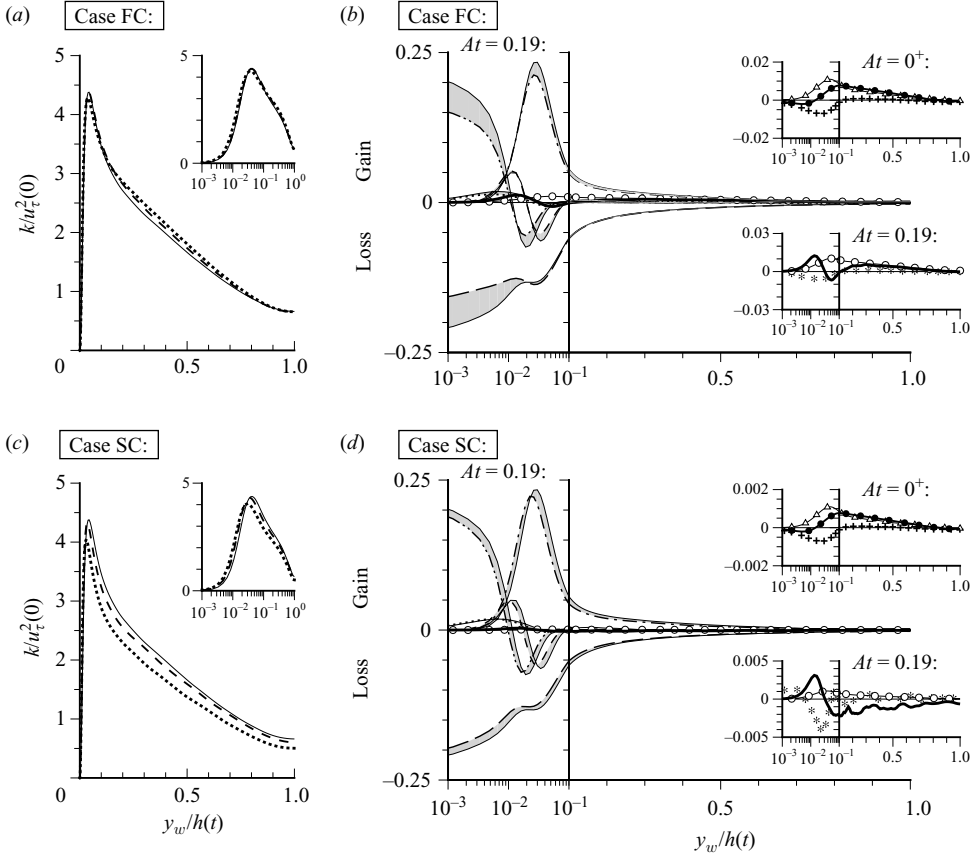 (a)
Case FC:
k/u_τ^2(0)
5
4
3
2
1
0
0.5
1.0
5
0
10^−3 10^−2 10^−1 10^0
(b)
Case FC:
At = 0.19:
Gain
Loss
0.25
0
−0.25
10^−3
10^−2
10^−1
0.5
1.0
At = 0^+:
0.02
0
−0.02
10^−3 10^−2 10^−1
0.5
1.0
At = 0.19:
0.03
0
−0.03
10^−3 10^−2 10^−1
0.5
1.0
(c)
Case SC:
k/u_τ^2(0)
5
4
3
2
1
0
0.5
1.0
y_w/h(t)
5
0
10^−3 10^−2 10^−1 10^0
(d)
Case SC:
At = 0.19:
Gain
Loss
0.25
0
−0.25
10^−3
10^−2
10^−1
0.5
1.0
y_w/h(t)
At = 0^+:
0.002
0
−0.002
10^−3 10^−2 10^−1
0.5
1.0
At = 0.19:
0.005
0
−0.005
10^−3 10^−2 10^−1
0.5
1.0